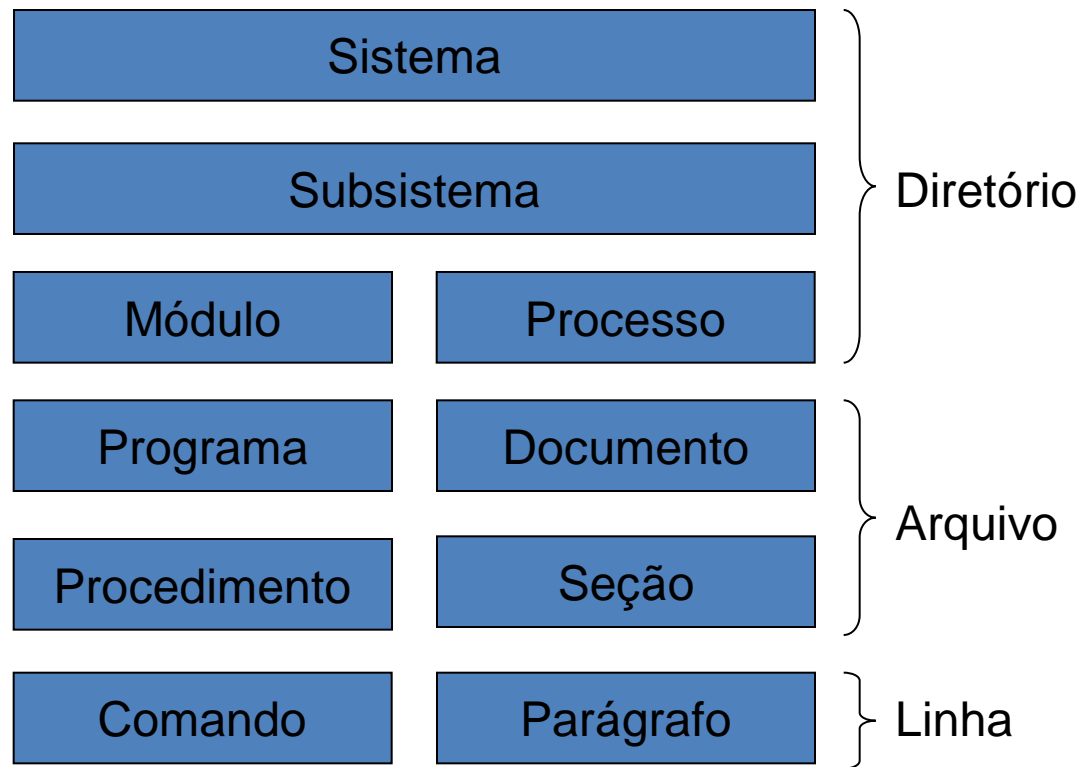 Sistema
Subsistema
Diretório
Módulo
Processo
Programa
Documento
Arquivo
Procedimento
Seção
Comando
Parágrafo
Linha